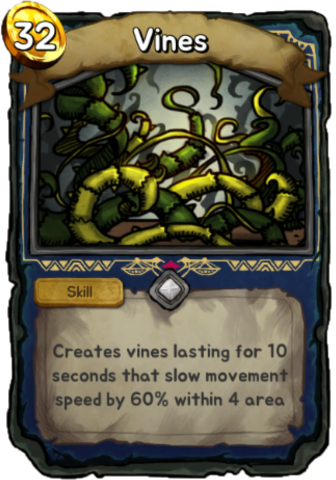 32
Vines
Skill
Creates vines lasting for 10
seconds that slow movement
speed by 60% within 4 area